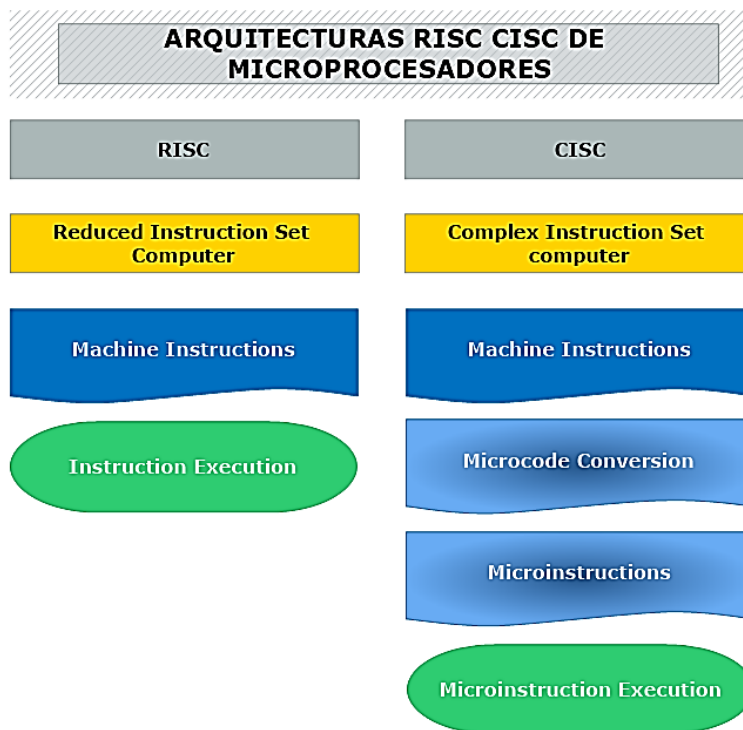 ARQUITECTURAS RISC CISC DE
MICROPROCESADORES
RISC
Reduced Instruction Set
Computer
Machine Instructions
Instruction Execution
CISC
Complex Instruction Set
computer
Machine Instructions
Microcode Conversion
Microinstructions
Microinstruction Execution